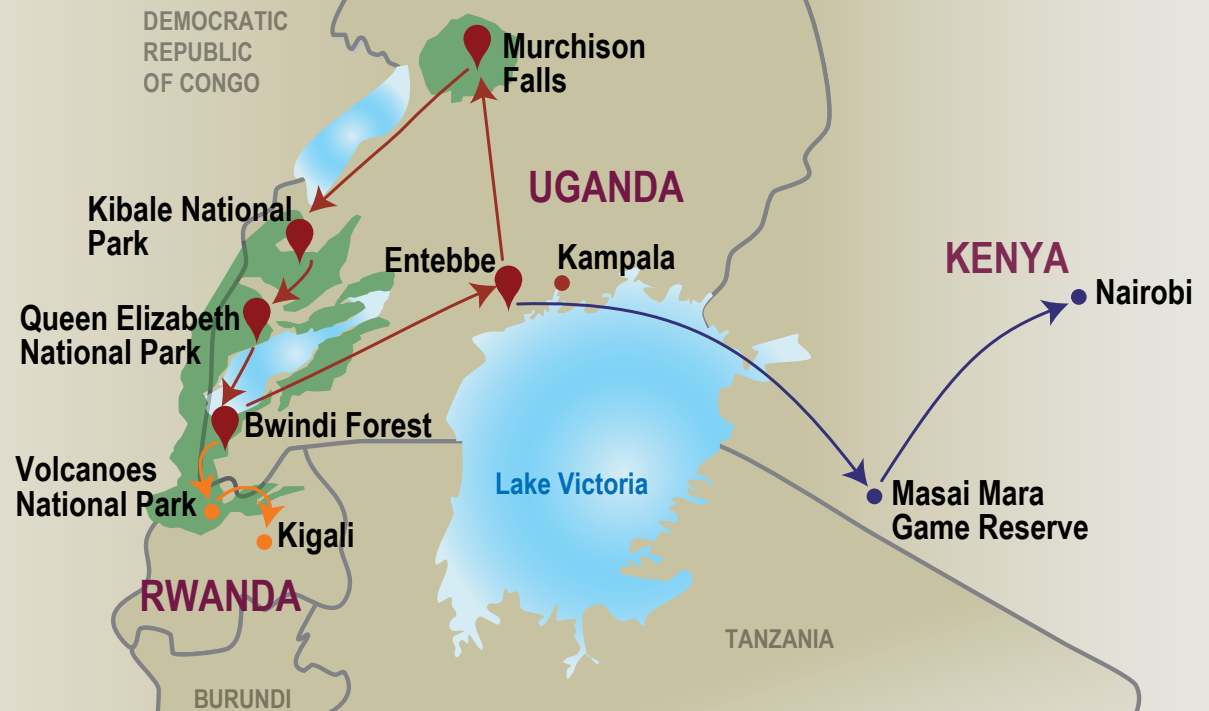 DEMOCRATIC
REPUBLIC
OF CONGO
Murchison
Falls
UGANDA
Kibale National
Park
Entebbe
Kampala
KENYA
Nairobi
Queen Elizabeth
National Park
Bwindi Forest
Volcanoes
National Park
Lake Victoria
Masai Mara
Game Reserve
Kigali
RWANDA
TANZANIA
BURUNDI